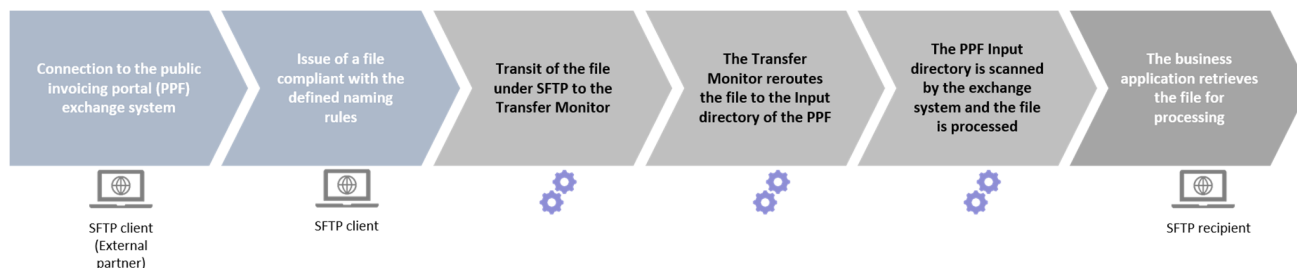 Connection to the public
invoicing portal (PPF)
exchange system
Issue of a file
compliant with the
defined naming
rules
Transit of the file
under SFTP to the
Transfer Monitor
The Transfer
Monitor reroutes
the file to the Input
directory of the PPF
The PPF Input
directory is scanned
by the exchange
system and the file
is processed
The business
application retrieves
the file for
processing
SFTP client
(External
partner)
SFTP client
SFTP recipient